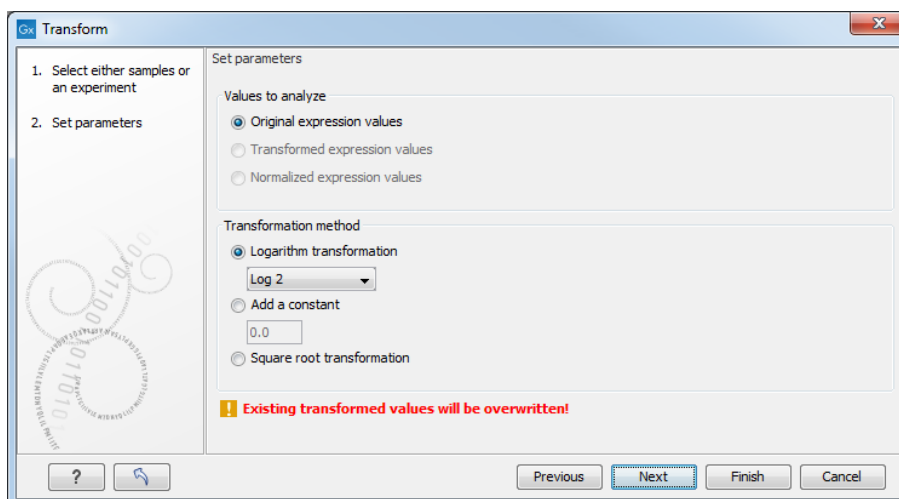 Gx Transform
1. Select either samples or
an experiment
2. Set parameters
Set parameters
Values to analyze
Original expression values
Transformed expression values
Normalized expression values
Transformation method
Logarithm transformation
Log 2
Add a constant
0.0
Square root transformation
! Existing transformed values will be overwritten!
?
Previous
Next
Finish
Cancel